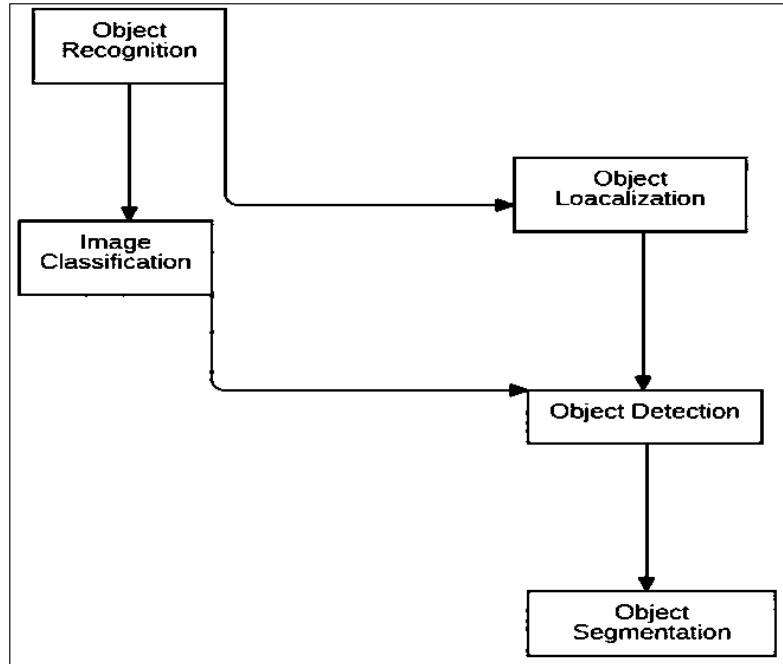 Object
Recognition
Object
Loacalization
Image
Classification
Object Detection
Object
Segmentation